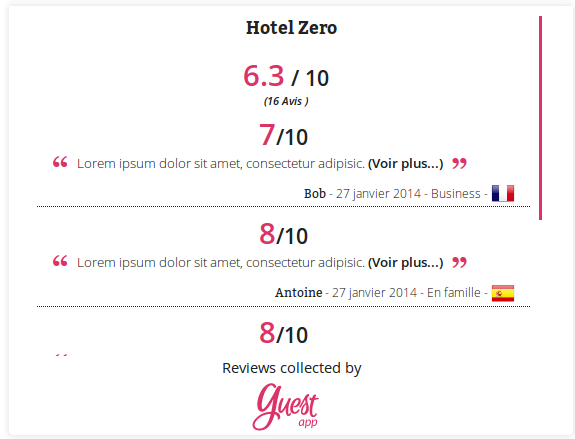 Hotel Zero
6.3 / 10
(16 Avis )
7/10
“ Lorem ipsum dolor sit amet, consectetur adipisic. (Voir plus...) ”
Bob - 27 janvier 2014 - Business -
8/10
“ Lorem ipsum dolor sit amet, consectetur adipisic. (Voir plus...) ”
Antoine - 27 janvier 2014 - En famille -
8/10
Reviews collected by
guest
app